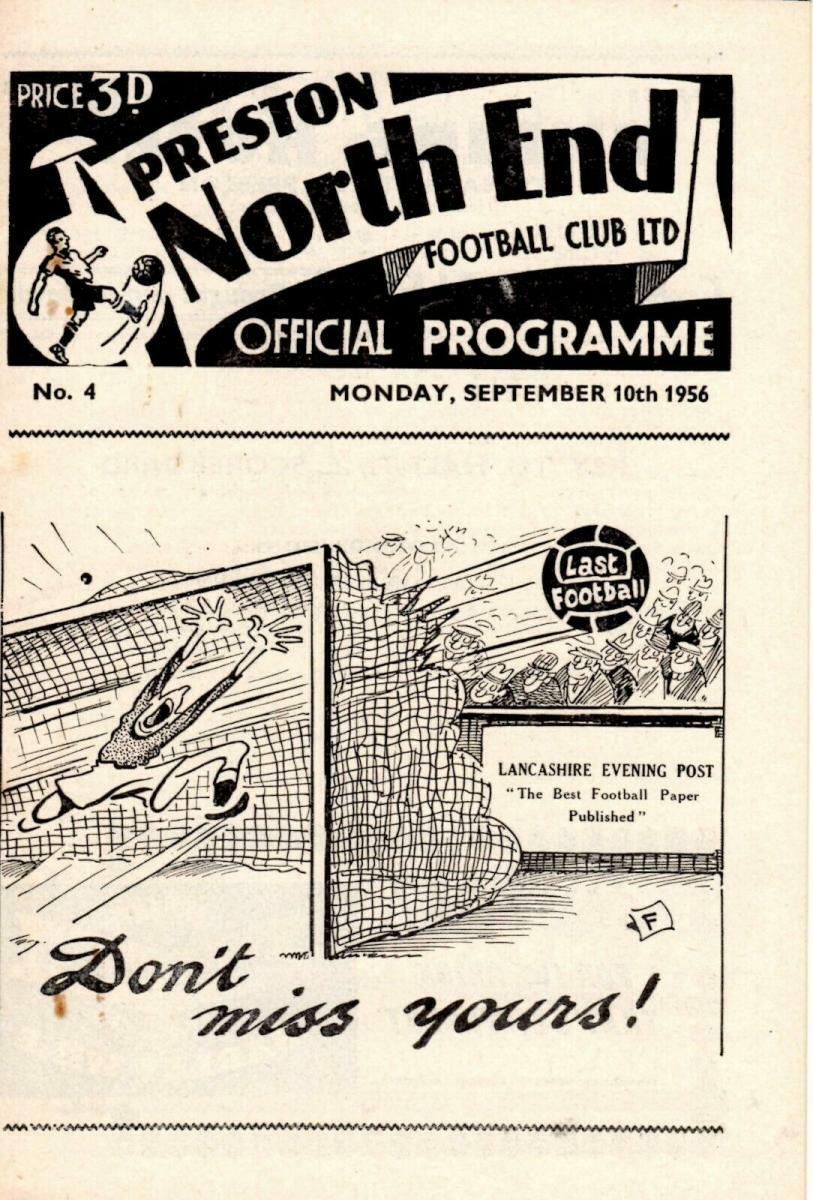 PRICE 3D.
PRESTON
North End
FOOTBALL CLUB LTD
OFFICIAL PROGRAMME
No. 4 MONDAY, SEPTEMBER 10th 1956
Last
Football
LANCASHIRE EVENING POST
"The Best Football Paper
Published"
F
Don't
miss yours!